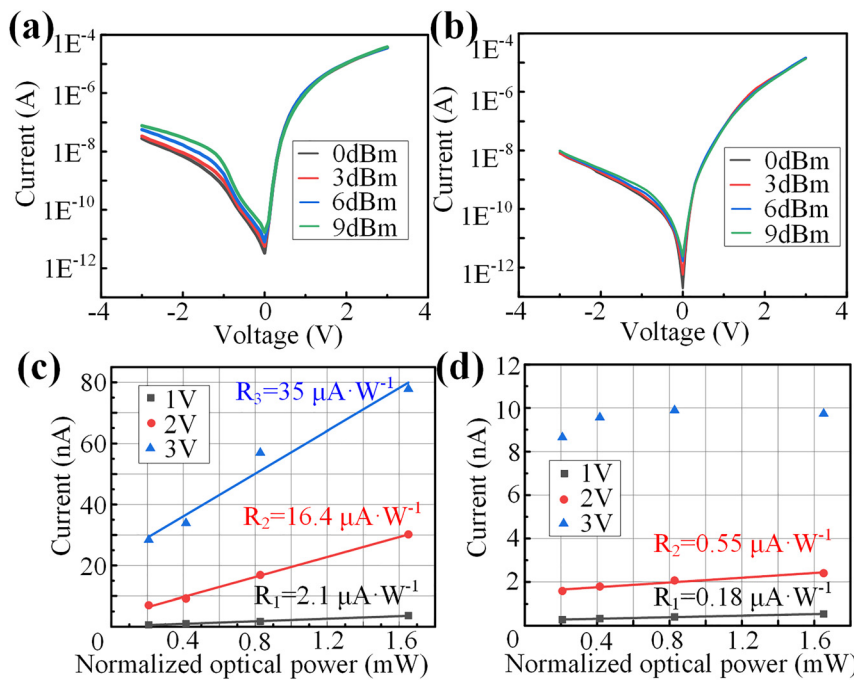 (a)
1E-4
1E-6
1E-8
1E-10
1E-12
Current (A)
0dBm
3dBm
6dBm
9dBm
-4 -2 0 2 4
Voltage (V)
(b)
1E-4
1E-6
1E-8
1E-10
1E-12
Current (A)
0dBm
3dBm
6dBm
9dBm
-4 -2 0 2 4
Voltage (V)
(c)
80
60
40
20
0
Current (nA)
1V
2V
3V
R3=35 μA·W-1
R2=16.4 μA·W-1
R1=2.1 μA·W-1
0.4 0.8 1.2 1.6
Normalized optical power (mW)
(d)
12
10
8
6
4
2
0
Current (nA)
1V
2V
3V
R2=0.55 μA·W-1
R1=0.18 μA·W-1
0.4 0.8 1.2 1.6
Normalized optical power (mW)